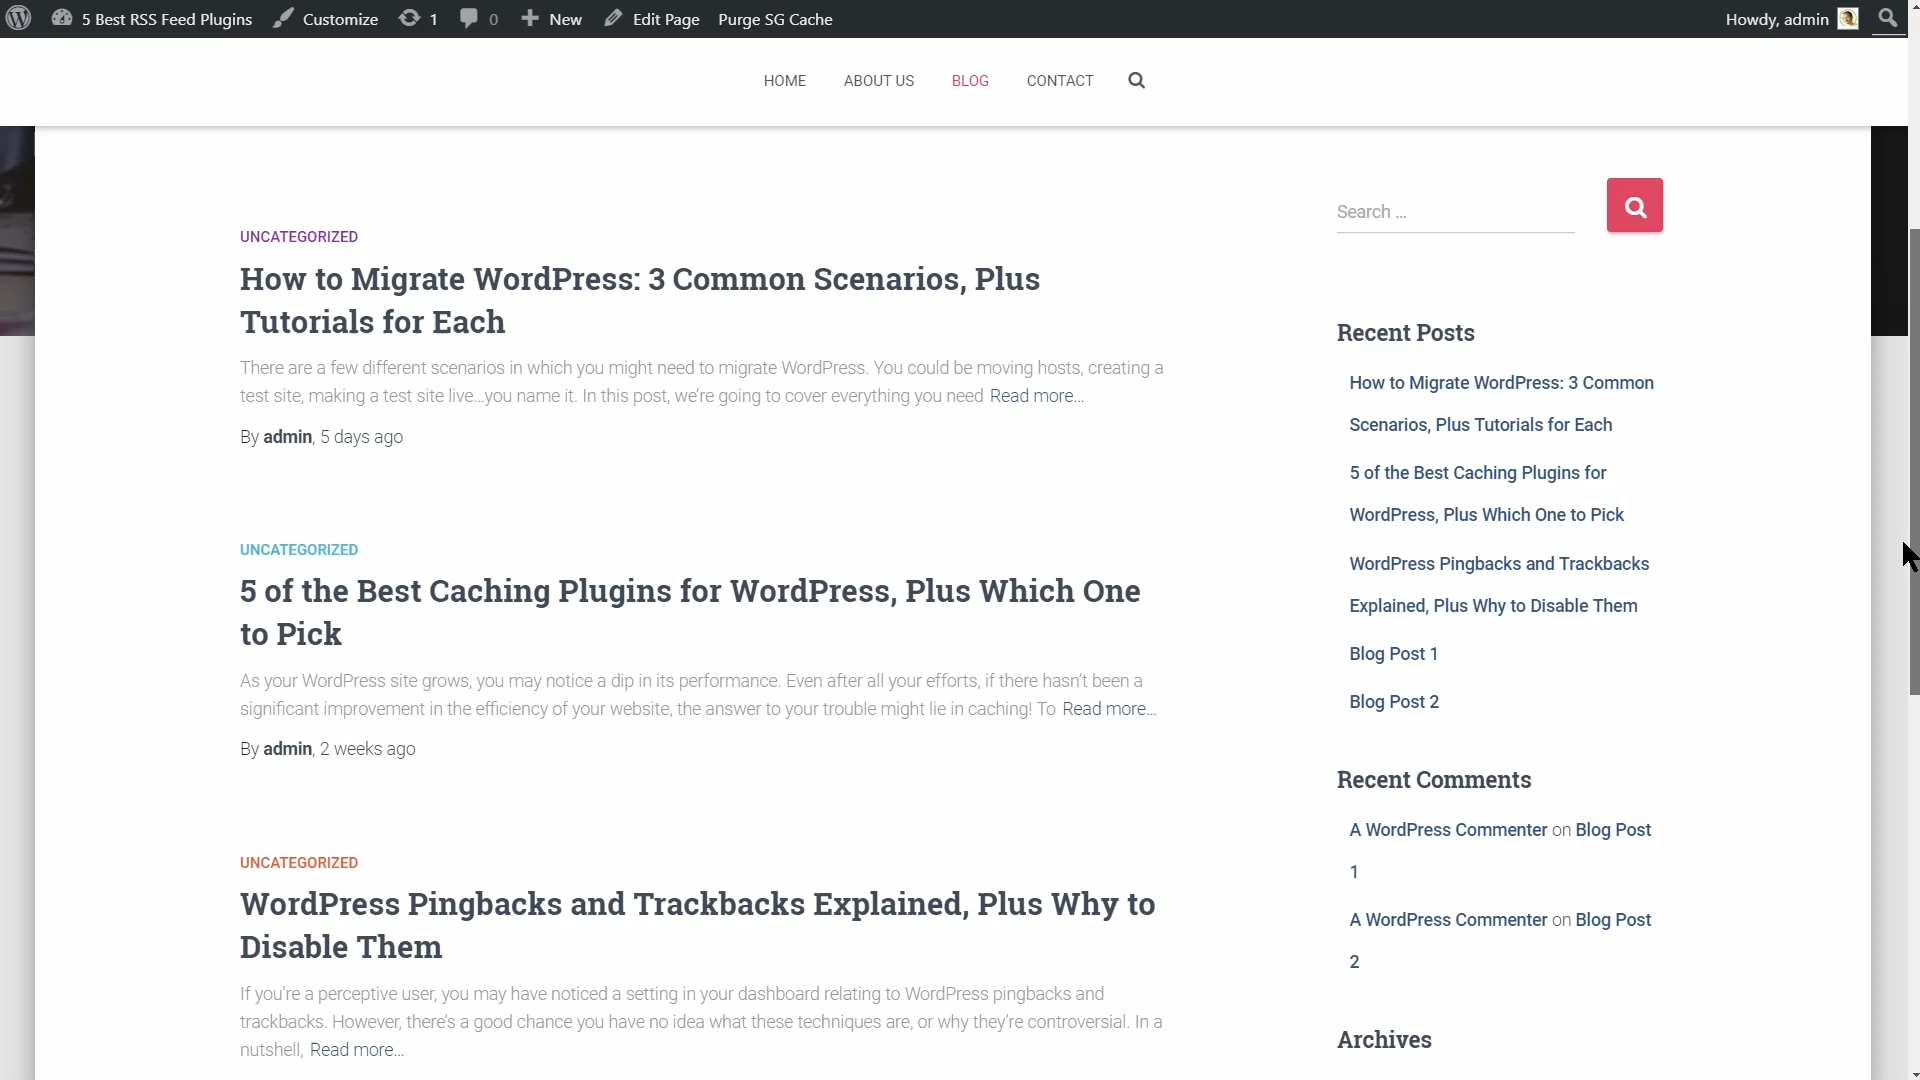 5 Best RSS Feed Plugins Customize 1 0 New Edit Page Purge SG Cache Howdy, admin
HOME ABOUT US BLOG CONTACT
UNCATEGORIZED
How to Migrate WordPress: 3 Common Scenarios, Plus
Tutorials for Each
There are a few different scenarios in which you might need to migrate WordPress. You could be moving hosts, creating a
test site, making a test site live…you name it. In this post, we’re going to cover everything you need Read more…
By admin, 5 days ago
UNCATEGORIZED
5 of the Best Caching Plugins for WordPress, Plus Which One
to Pick
As your WordPress site grows, you may notice a dip in its performance. Even after all your efforts, if there hasn’t been a
significant improvement in the efficiency of your website, the answer to your trouble might lie in caching! To Read more…
By admin, 2 weeks ago
UNCATEGORIZED
WordPress Pingbacks and Trackbacks Explained, Plus Why to
Disable Them
If you’re a perceptive user, you may have noticed a setting in your dashboard relating to WordPress pingbacks and
trackbacks. However, there’s a good chance you have no idea what these techniques are, or why they’re controversial. In a
nutshell, Read more…
Search …
Recent Posts
How to Migrate WordPress: 3 Common
Scenarios, Plus Tutorials for Each
5 of the Best Caching Plugins for
WordPress, Plus Which One to Pick
WordPress Pingbacks and Trackbacks
Explained, Plus Why to Disable Them
Blog Post 1
Blog Post 2
Recent Comments
A WordPress Commenter on Blog Post
1
A WordPress Commenter on Blog Post
2
Archives